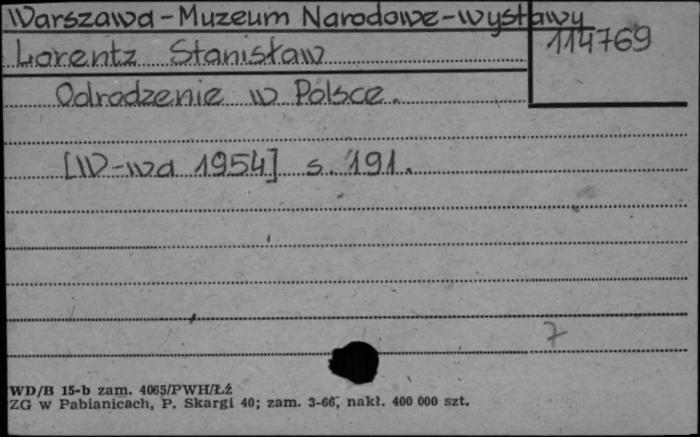 Warszawa-Muzeum Narodowe-wystawy
114769
Lorentz Stanisław
Odrodzenie w Polsce.
[W-wa 1954] s. 191.
7
WD/B 15-b zam. 4065/PWH/Łź
ZG w Pabianicach, P. Skargi 40; zam. 3-66, nakł. 400 000 szt.